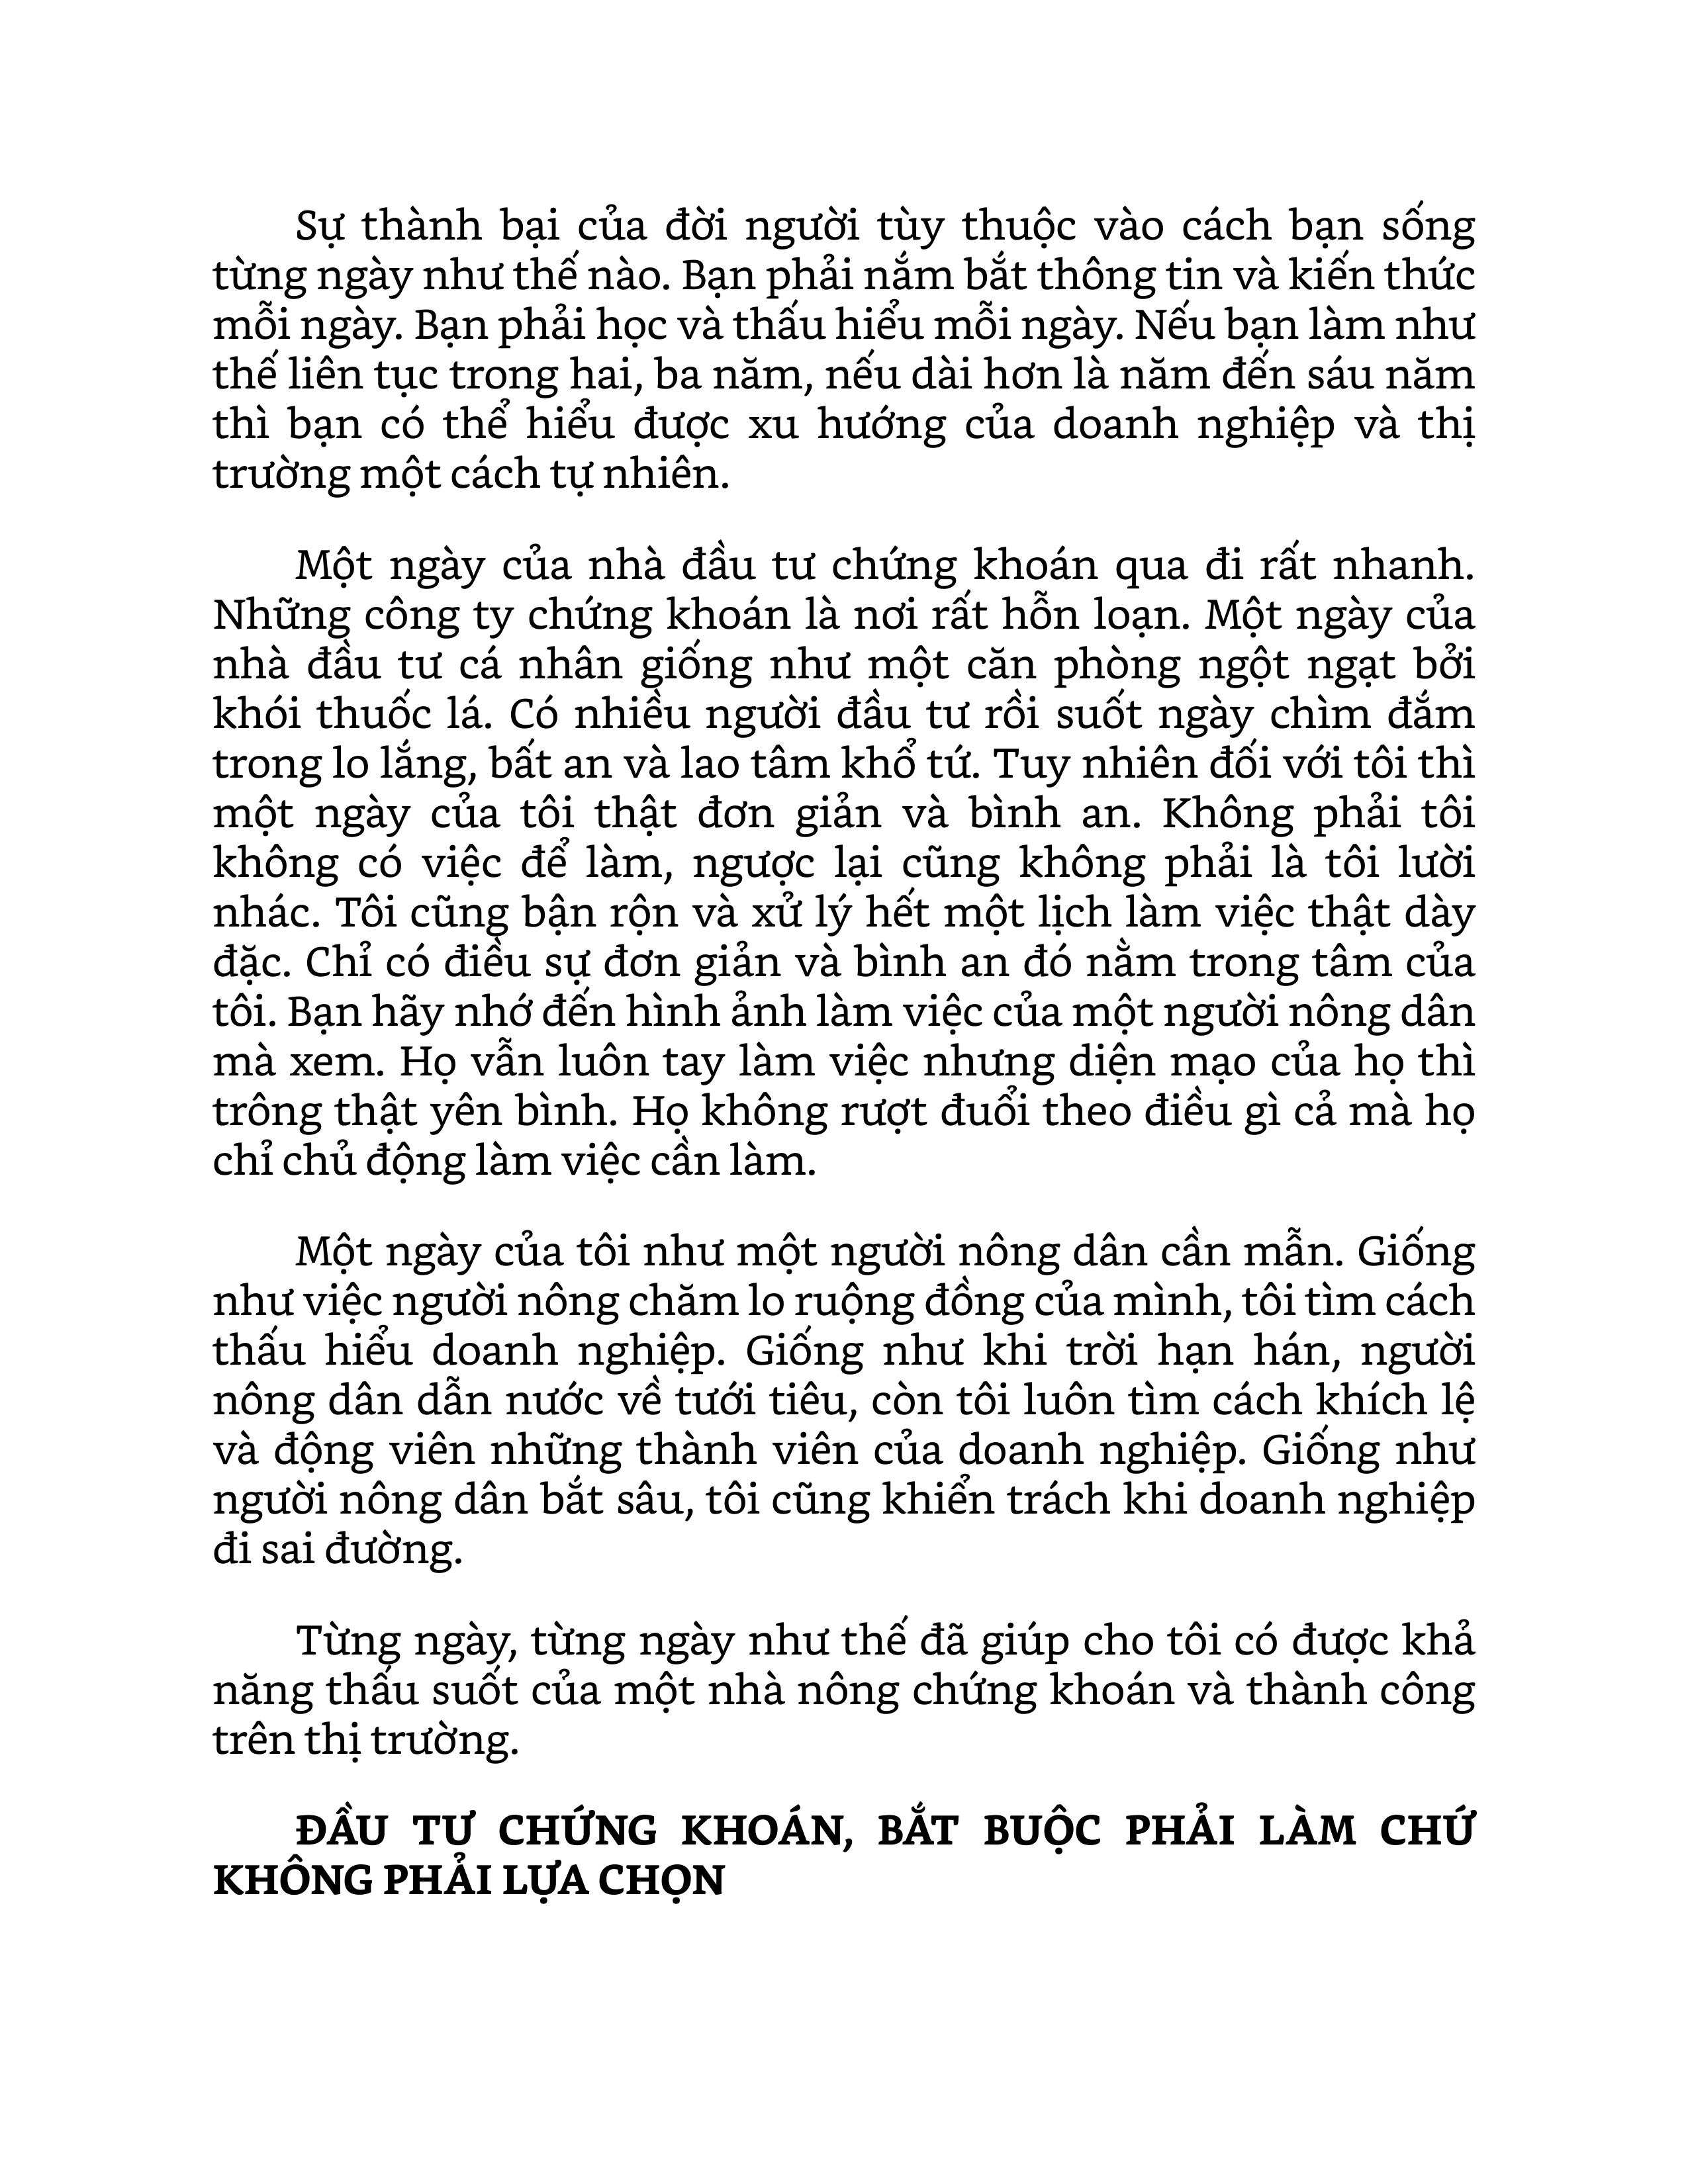 Sự thành bại của đời người tùy thuộc vào cách bạn sống
từng ngày như thế nào. Bạn phải nắm bắt thông tin và kiến thức
mỗi ngày. Bạn phải học và thấu hiểu mỗi ngày. Nếu bạn làm như
thế liên tục trong hai, ba năm, nếu dài hơn là năm đến sáu năm
thì bạn có thể hiểu được xu hướng của doanh nghiệp và thị
trường một cách tự nhiên.
Một ngày của nhà đầu tư chứng khoán qua đi rất nhanh.
Những công ty chứng khoán là nơi rất hỗn loạn. Một ngày của
nhà đầu tư cá nhân giống như một căn phòng ngột ngạt bởi
khói thuốc lá. Có nhiều người đầu tư rồi suốt ngày chìm đắm
trong lo lắng, bất an và lao tâm khổ tứ. Tuy nhiên đối với tôi thì
một ngày của tôi thật đơn giản và bình an. Không phải tôi
không có việc để làm, ngược lại cũng không phải là tôi lười
nhác. Tôi cũng bận rộn và xử lý hết một lịch làm việc thật dày
đặc. Chỉ có điều sự đơn giản và bình an đó nằm trong tâm của
tôi. Bạn hãy nhớ đến hình ảnh làm việc của một người nông dân
mà xem. Họ vẫn luôn tay làm việc nhưng diện mạo của họ thì
trông thật yên bình. Họ không rượt đuổi theo điều gì cả mà họ
chỉ chủ động làm việc cần làm.
Một ngày của tôi như một người nông dân cần mẫn. Giống
như việc người nông chăm lo ruộng đồng của mình, tôi tìm cách
thấu hiểu doanh nghiệp. Giống như khi trời hạn hán, người
nông dân dẫn nước về tưới tiêu, còn tôi luôn tìm cách khích lệ
và động viên những thành viên của doanh nghiệp. Giống như
người nông dân bắt sâu, tôi cũng khiển trách khi doanh nghiệp
đi sai đường.
Từng ngày, từng ngày như thế đã giúp cho tôi có được khả
năng thấu suốt của một nhà nông chứng khoán và thành công
trên thị trường.
ĐẦU TƯ CHỨNG KHOÁN, BẮT BUỘC PHẢI LÀM CHỨ
KHÔNG PHẢI LỰA CHỌN